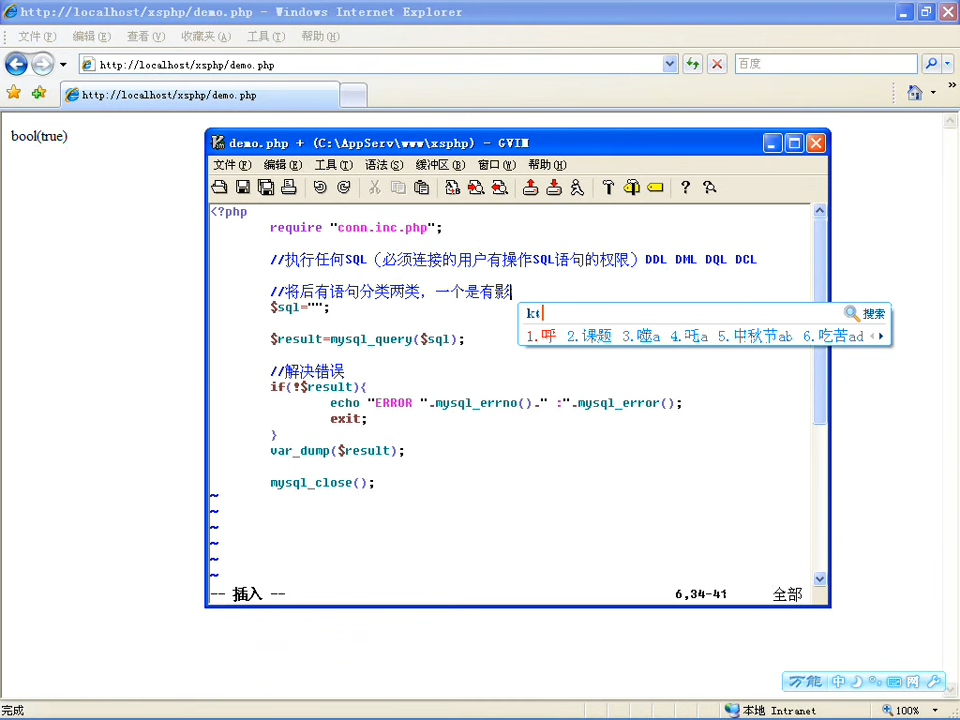 http://localhost/xsphp/demo.php - Windows Internet Explorer
文件(F) 编辑(E) 查看(V) 收藏夹(A) 工具(T) 帮助(H)
http://localhost/xsphp/demo.php 百度
http://localhost/xsphp/demo.php
bool(true)
demo.php + (C:\AppServ\www\xsphp) - GVIM
文件(F) 编辑(E) 工具(T) 语法(S) 缓冲区(B) 窗口(W) 帮助(H)
<?php
require "conn.inc.php";
//执行任何SQL（必须连接的用户有操作SQL语句的权限）DDL DML DQL DCL
//将后有语句分类两类，一个是有影
$sql="";
搜索
1.呼 2.课题 3.噬a 4.吒a 5.中秋节ab 6.吃苦ad
$result=mysql_query($sql);
//解决错误
if(!$result){
echo "ERROR ".mysql_errno()." :".mysql_error();
exit;
}
var_dump($result);
mysql_close();
~
~
~
~
~
~
-- 插入 -- 6,34-41 全部
万能 中 网
完成 本地 Intranet 100%